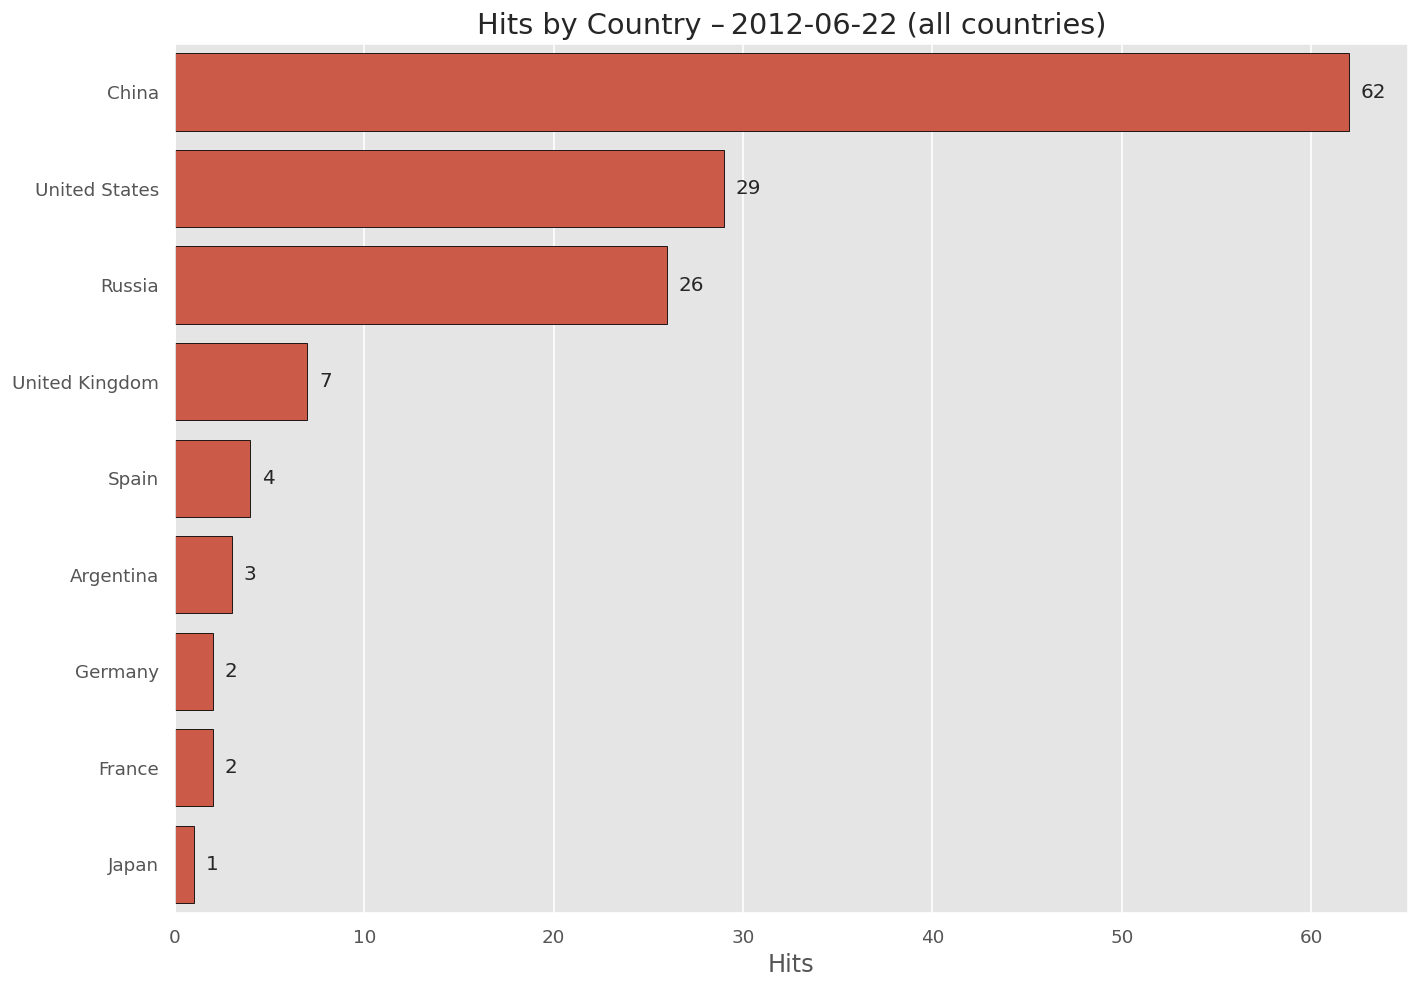 Hits by Country – 2012-06-22 (all countries)
China 62
United States 29
Russia 26
United Kingdom 7
Spain 4
Argentina 3
Germany 2
France 2
Japan 1
0 10 20 30 40 50 60
Hits